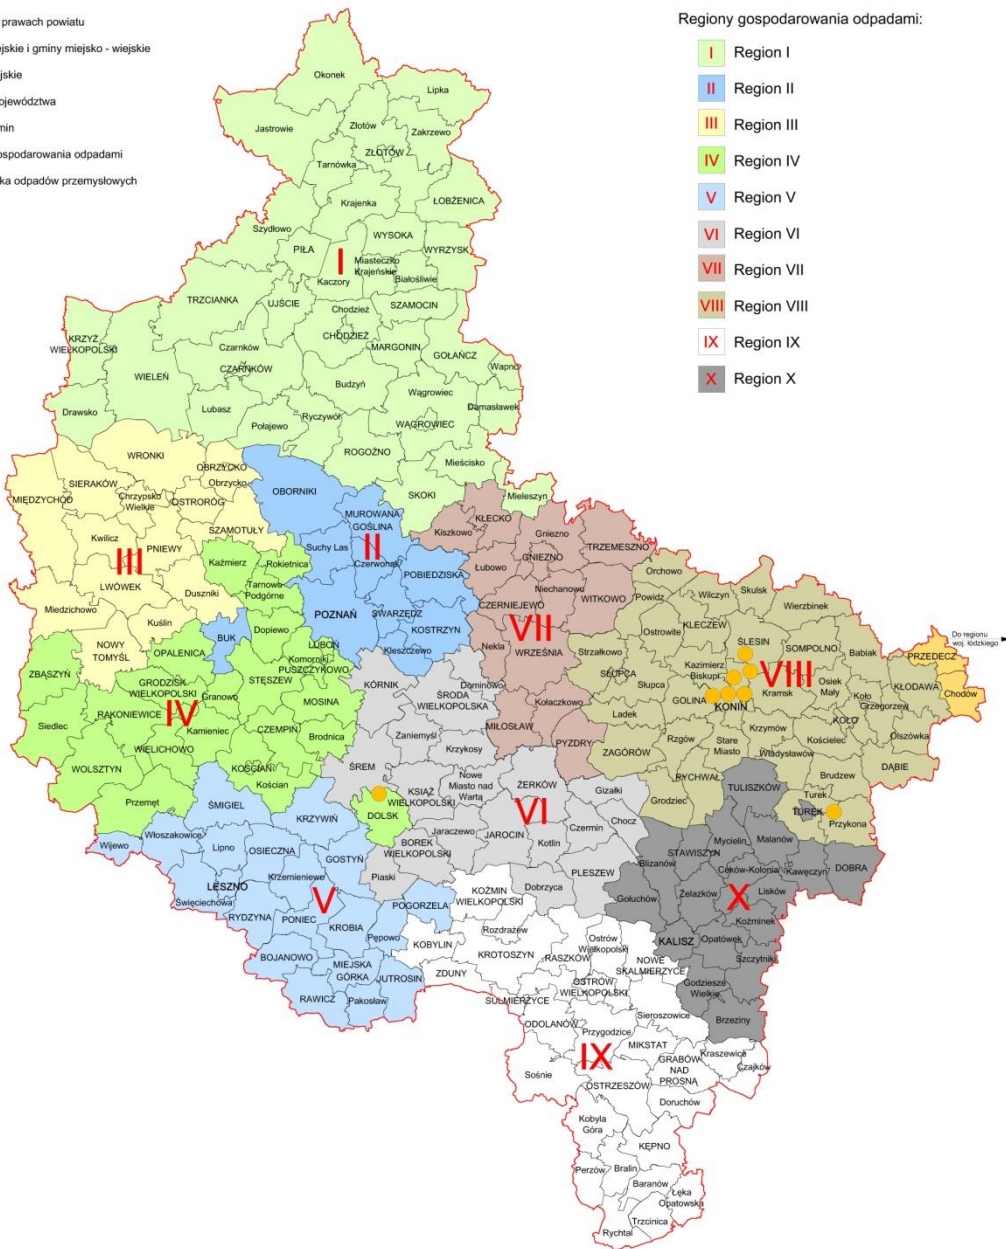 prawach powiatu
jskie i gminy miejsko - wiejskie
jskie
ojewództwa
min
ospodarowania odpadami
ka odpadów przemysłowych
Regiony gospodarowania odpadami:
I Region I
II Region II
III Region III
IV Region IV
V Region V
VI Region VI
VII Region VII
VIII Region VIII
IX Region IX
X Region X
Okonek
Lipka
Jastrowie
Złotów
Zakrzewo
ZŁOTÓW
Tarnówka
Krajenka
ŁOBŻENICA
Szydłowo
WYSOKA
PIŁA
WYRZYSK
I
Miasteczko
Krajeńskie
Białośliwie
Kaczory
TRZCIANKA
UJŚCIE
SZAMOCIN
Chodzież
CHODZIEŻ
KRZYŻ
WIELKOPOLSKI
Czarnków
MARGONIN
GOŁAŃCZ
Wapno
CZARNKÓW
WIELEŃ
Budzyń
Wągrowiec
Damasławek
Drawsko
Lubasz
Ryczywół
Połajewo
WĄGROWIEC
ROGOŹNO
Mieścisko
WRONKI
OBRZYCKO
Obrzycko
SIERAKÓW
MIĘDZYCHÓD
Chrzypsko
Wielkie
OSTRORÓG
OBORNIKI
SKOKI
Mieleszyn
MUROWANA
GOŚLINA
KŁECKO
Kiszkowo
Gniezno
SZAMOTUŁY
Kwilicz
PNIEWY
III
II
Suchy Las
Czerwonak
TRZEMESZNO
GNIEZNO
Łubowo
Kaźmierz
Rokietnica
POBIEDZISKA
Orchowo
Tarnowo
Podgórne
LWÓWEK
Duszniki
Niechanowo
WITKOWO
Powidz
Wilczyn
Skulsk
Wierzbinek
Miedzichowo
POZNAŃ
SWARZĘDZ
CZERNIEJEWO
KLECZEW
Kuślin
BUK
Dopiewo
KOSTRZYN
VII
Ostrowite
ŚLESIN
SOMPOLNO
Do regionu
woj. łódzkiego
NOWY
TOMYŚL
OPALENICA
LUBOŃ
Komorniki
PUSZCZYKOWO
Kleszczewo
Nekla
WRZEŚNIA
Strzałkowo
Babiak
PRZEDECZ
ZBĄSZYŃ
STĘSZEW
Kazimierz
Biskupi
VIII
SŁUPCA
Słupca
Osiek
Mały
KŁODAWA
Chodów
GRODZISK
WIELKOPOLSKI
Granowo
KÓRNIK
ŚRODA
WIELKOPOLSKA
Dominowo
Kramsk
Koło
Grzegorzew
Siedlec
RAKONIEWICE
IV
Kamieniec
MOSINA
Kołaczkowo
GOLINA
KONIN
KOŁO
CZEMPIŃ
Brodnica
Zaniemyśl
MIŁOSŁAW
Lądek
Krzymów
Olszówka
WIELICHOWO
Krzykosy
PYZDRY
Rzgów
Stare
Miasto
Kościelec
Władysławów
ZAGÓRÓW
DĄBIE
WOLSZTYN
KOŚCIAN
Kościan
ŚREM
Nowe
Miasto nad
Wartą
ŻERKÓW
RYCHWAŁ
Brudzew
Przemęt
KSIĄŻ
WIELKOPOLSKI
Gizałki
Grodziec
TULISZKÓW
Turek
TUREK
Przykona
ŚMIGIEL
KRZYWIŃ
DOLSK
VI
Włoszakowice
Jaraczewo
JAROCIN
Czermin
Chocz
Mycielin
Malanów
Wijewo
Lipno
OSIECZNA
BOREK
WIELKOPOLSKI
Kotlin
STAWISZYN
Blizanów
GOSTYŃ
Ceków-Kolonia
Kawęczyn
DOBRA
Krzemieniewo
Piaski
PLESZEW
LESZNO
Święciechowa
V
Dobrzyca
Gołuchów
Żelazków
X
Lisków
KOŹMIN
WIELKOPOLSKI
RYDZYNA
PONIEC
POGORZELA
Koźminek
KROBIA
Rozdrażew
Pępowo
KOBYLIN
KALISZ
Opatówek
Ostrów
Wielkopolski
BOJANOWO
MIEJSKA
GÓRKA
KROTOSZYN
RASZKÓW
NOWE
SKALMIERZYCE
Szczytniki
ZDUNY
JUTROSIN
OSTRÓW
WIELKOPOLSKI
Godziesze
Wielkie
RAWICZ
Pakosław
SULMIERZYCE
Sieroszowice
Brzeziny
ODOLANÓW
Przygodzice
IX
MIKSTAT
Kraszewice
GRABÓW
NAD
PROSNĄ
Czajków
Sośnie
OSTRZESZÓW
Doruchów
Kobyla
Góra
KĘPNO
Perzów
Bralin
Baranów
Łęka
Opatowska
Trzcinica
Rychtal